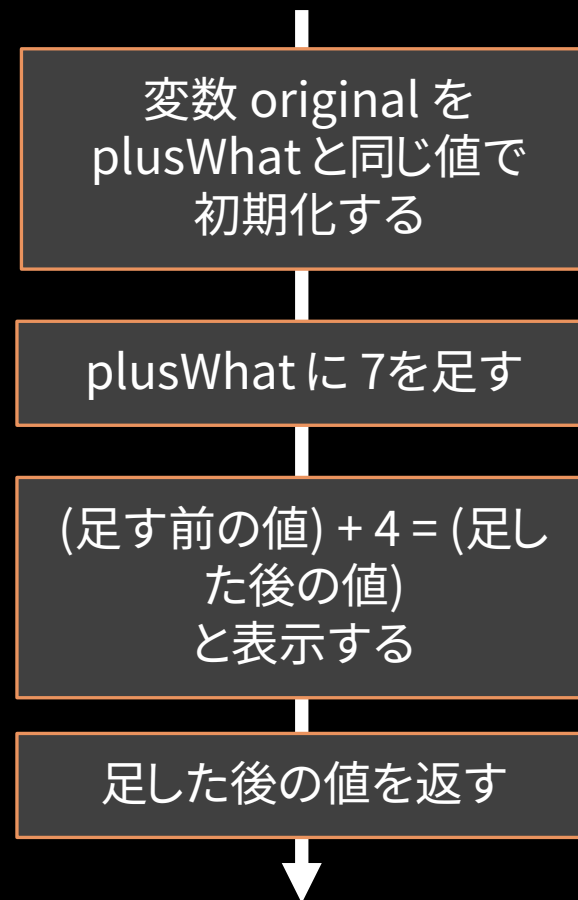 変数 original を
plusWhat と同じ値で
初期化する
plusWhat に 7を足す
(足す前の値) + 4 = (足し
た後の値)
と表示する
足した後の値を返す